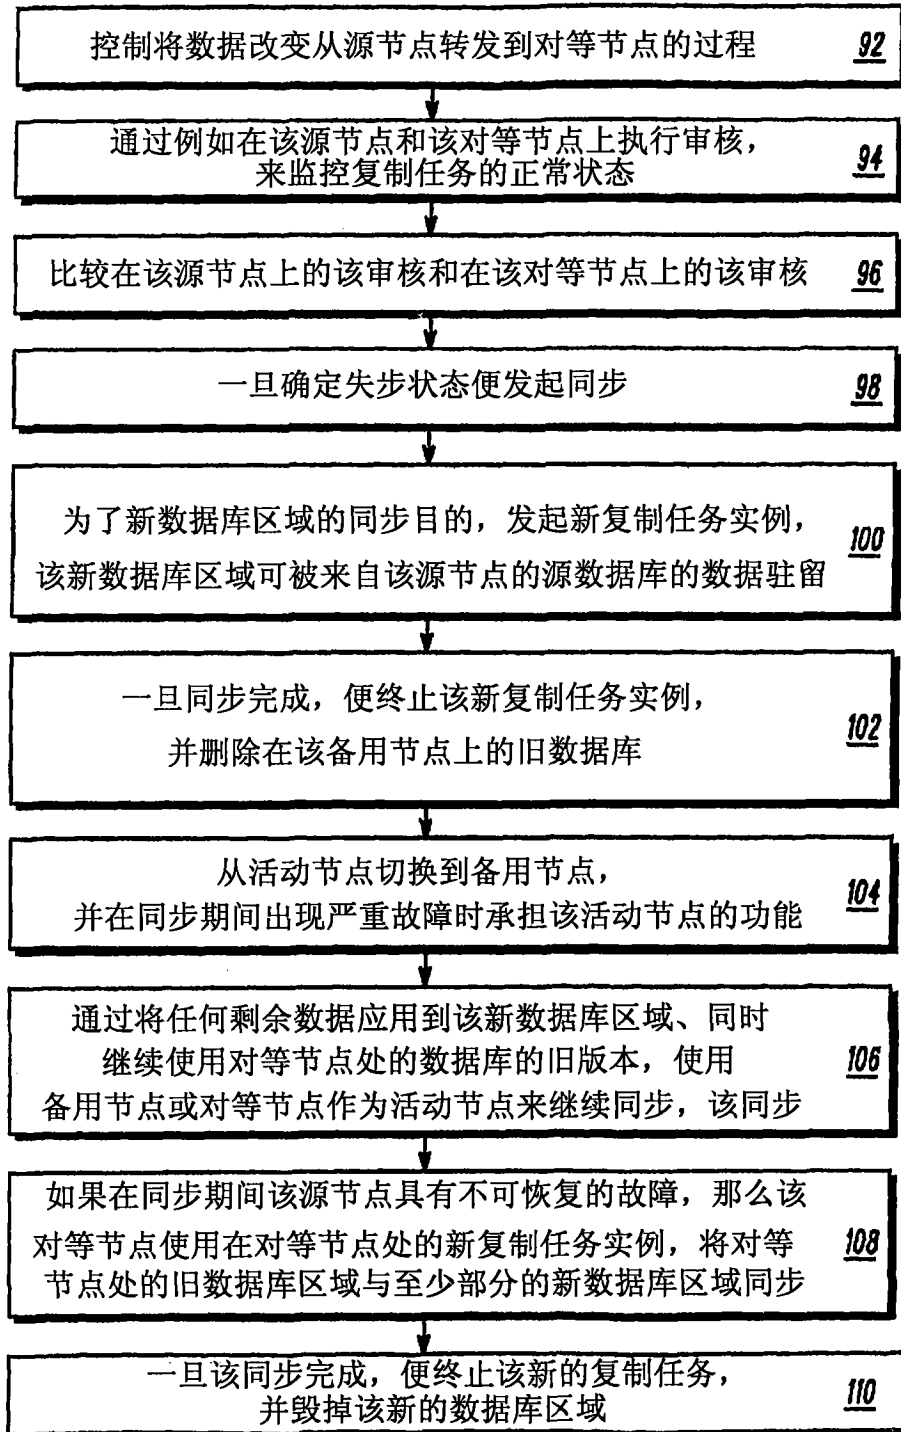 控制将数据改变从源节点转发到对等节点的过程 92
通过例如在该源节点和该对等节点上执行审核，
来监控复制任务的正常状态 94
比较在该源节点上的该审核和在该对等节点上的该审核 96
一旦确定失步状态便发起同步 98
为了新数据库区域的同步目的，发起新复制任务实例，
该新数据库区域可被来自该源节点的源数据库的数据驻留 100
一旦同步完成，便终止该新复制任务实例，
并删除在该备用节点上的旧数据库 102
从活动节点切换到备用节点，
并在同步期间出现严重故障时承担该活动节点的功能 104
通过将任何剩余数据应用到该新数据库区域、同时
继续使用对等节点处的数据库的旧版本，使用 106
备用节点或对等节点作为活动节点来继续同步，该同步
如果在同步期间该源节点具有不可恢复的故障，那么该
对等节点使用在对等节点处的新复制任务实例，将对等 108
节点处的旧数据库区域与至少部分的新数据库区域同步
一旦该同步完成，便终止该新的复制任务，
并毁掉该新的数据库区域 110